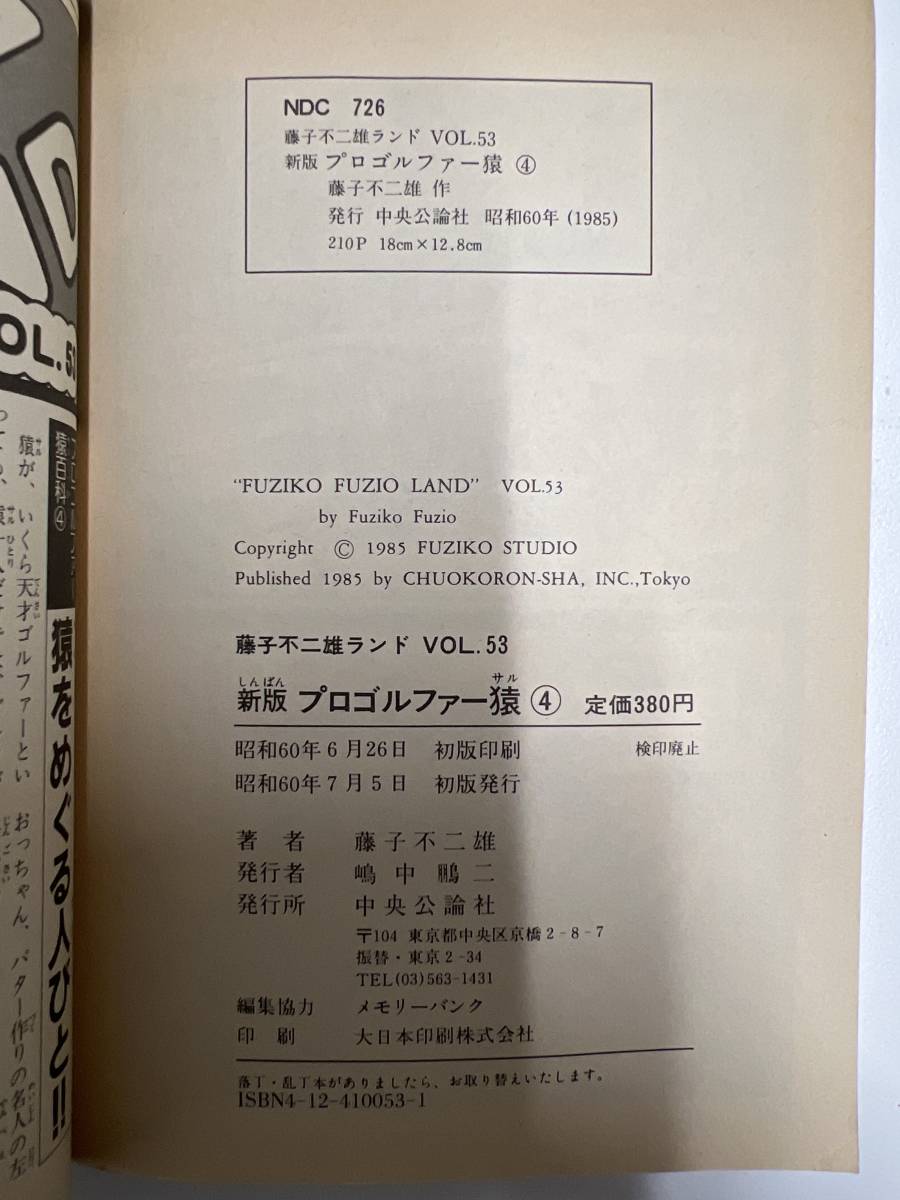 NDC 726
藤子不二雄ランド VOL.53
新版 プロゴルファー猿 ④
藤子不二雄 作
発行 中央公論社 昭和60年(1985)
210P 18cm×12.8cm
“FUZIKO FUZIO LAND” VOL.53
by Fuziko Fuzio
Copyright © 1985 FUZIKO STUDIO
Published 1985 by CHUOKORON-SHA, INC.,Tokyo
藤子不二雄ランド VOL.53
しんぱん サル
新版 プロゴルファー猿 ④ 定価380円
昭和60年6月26日 初版印刷 検印廃止
昭和60年7月5日 初版発行
著者 藤子不二雄
発行者 嶋中鵬二
発行所 中央公論社
〒104 東京都中央区京橋2-8-7
振替・東京2-34
TEL(03)563-1431
編集協力 メモリーバンク
印刷 大日本印刷株式会社
落丁・乱丁本がありましたら、お取り替えいたします。
ISBN4-12-410053-1
OL.53
猿百科④
猿をめぐる人びと!!
猿が、いくら天才ゴルファーとい
おっちゃん、パター作りの名人の左